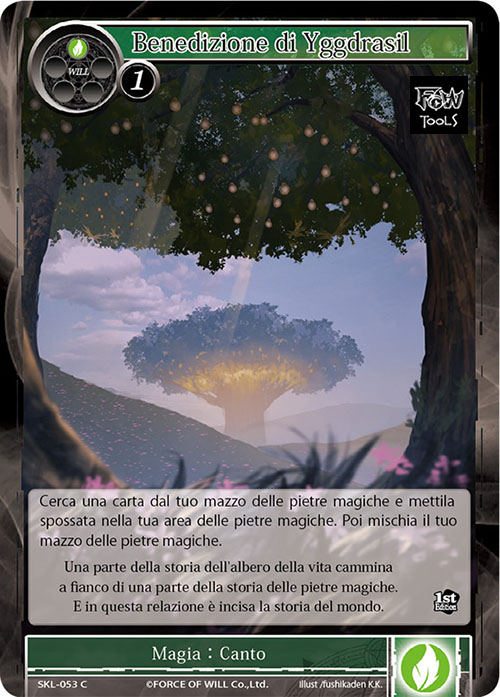 Benedizione di Yggdrasil
WILL
1
FOW
TOOLS
Cerca una carta dal tuo mazzo delle pietre magiche e mettila
spossata nella tua area delle pietre magiche. Poi mischia il tuo
mazzo delle pietre magiche.
Una parte della storia dell'albero della vita cammina
a fianco di una parte della storia delle pietre magiche.
E in questa relazione è incisa la storia del mondo.
1st
Edition
Magia : Canto
SKL-053 C ©FORCE OF WILL Co.,Ltd. Illust /fushikaden K.K.